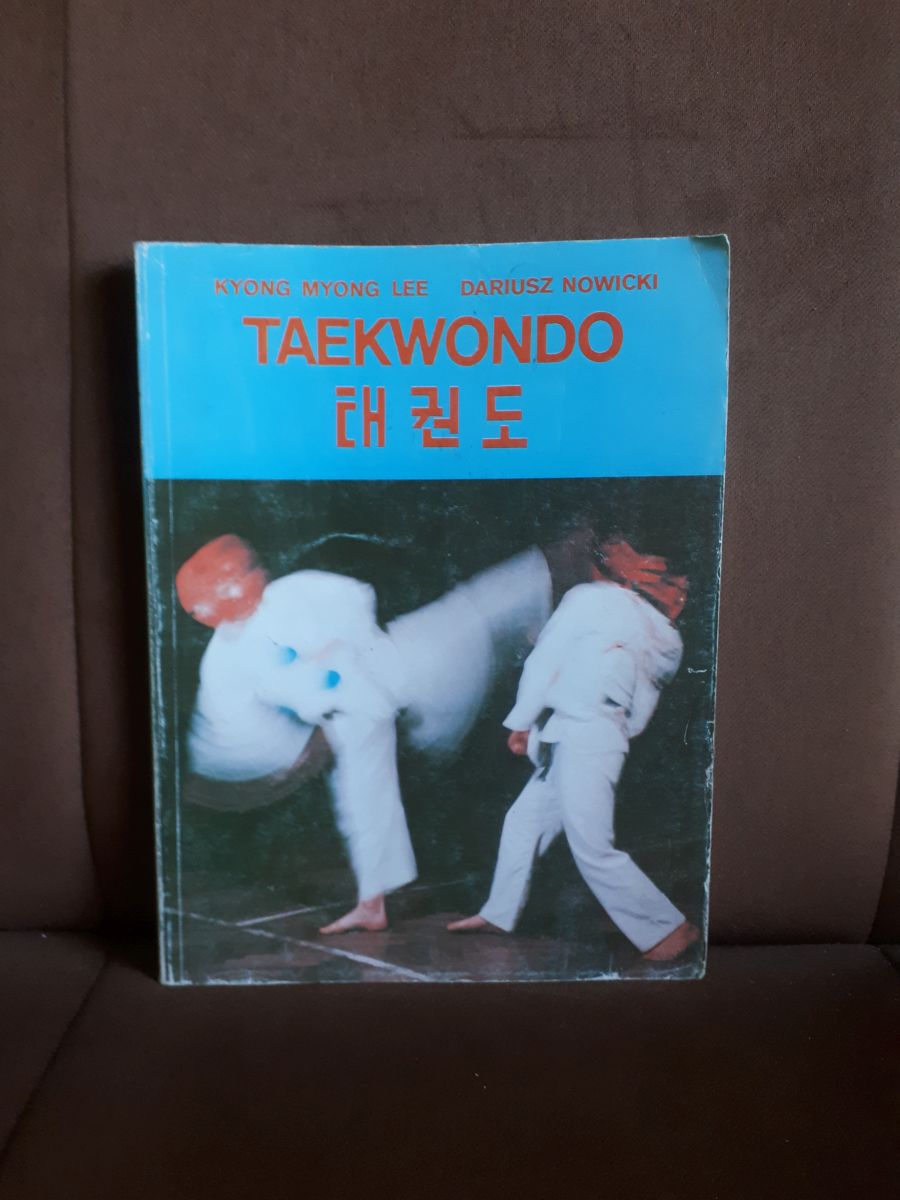 KYONG MYONG LEE DARIUSZ NOWICKI
TAEKWONDO
태권도